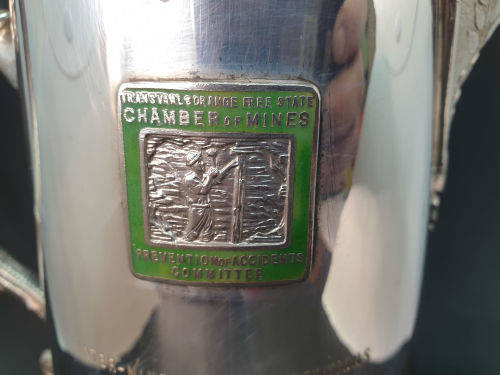 TRANSVAAL & ORANGE FREE STATE
CHAMBER OF MINES
PREVENTION OF ACCIDENTS
COMMITTEE